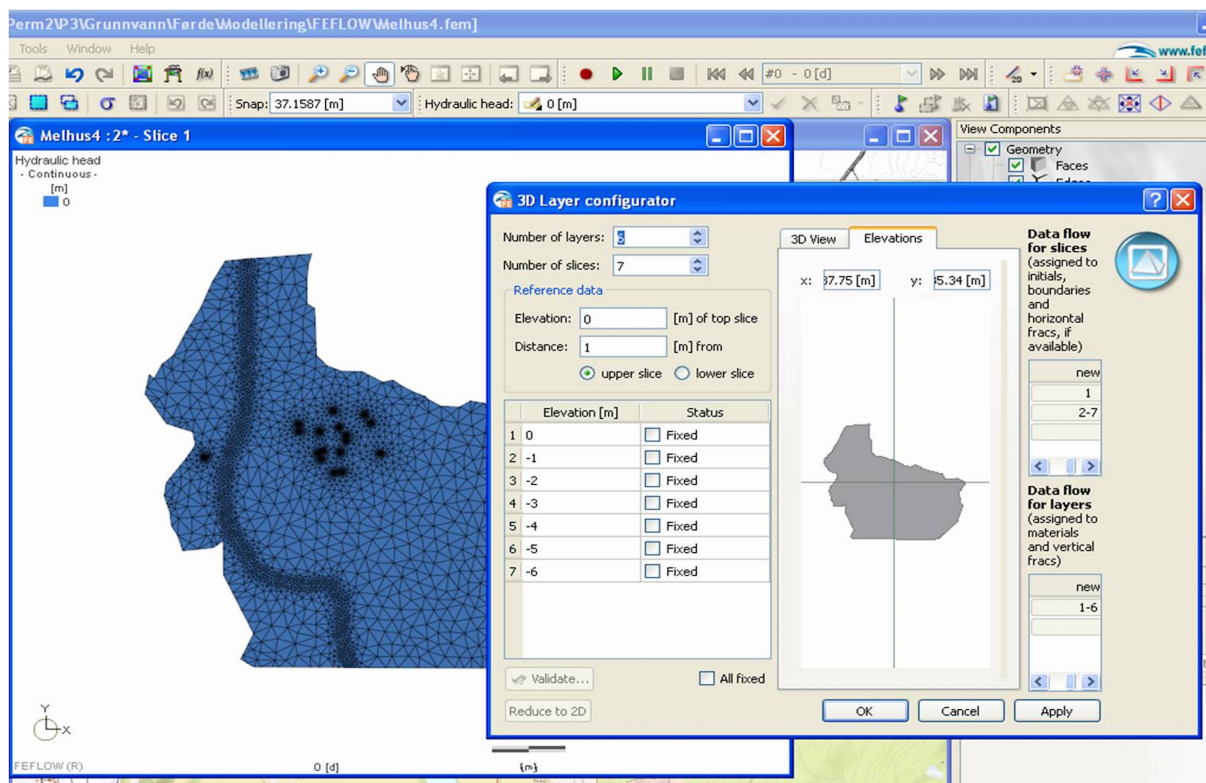 Perm2\P3\Grunnvann\Førde\Modellering\FEFLOW\Melhus4.fem]
Tools Window Help
www.fef
f(x)
#0 - 0 [d]
20
Snap: 37.1587 [m]
Hydraulic head: 0 [m]
Melhus4 :2* - Slice 1
View Components
Geometry
Faces
Hydraulic head
- Continuous -
[m]
0
3D Layer configurator
Number of layers: 6
Number of slices: 7
Reference data
Elevation: 0 [m] of top slice
Distance: 1 [m] from
upper slice lower slice
Elevation [m] Status
1 0 Fixed
2 -1 Fixed
3 -2 Fixed
4 -3 Fixed
5 -4 Fixed
6 -5 Fixed
7 -6 Fixed
Validate... All fixed
Reduce to 2D
3D View Elevations
x: 37.75 [m] y: 35.34 [m]
Data flow
for slices
(assigned to
initials,
boundaries
and
horizontal
fracs, if
available)
new
1
2-7
Data flow
for layers
(assigned to
materials
and vertical
fracs)
new
1-6
OK Cancel Apply
Y
X
FEFLOW (R) 0 [d] [m]